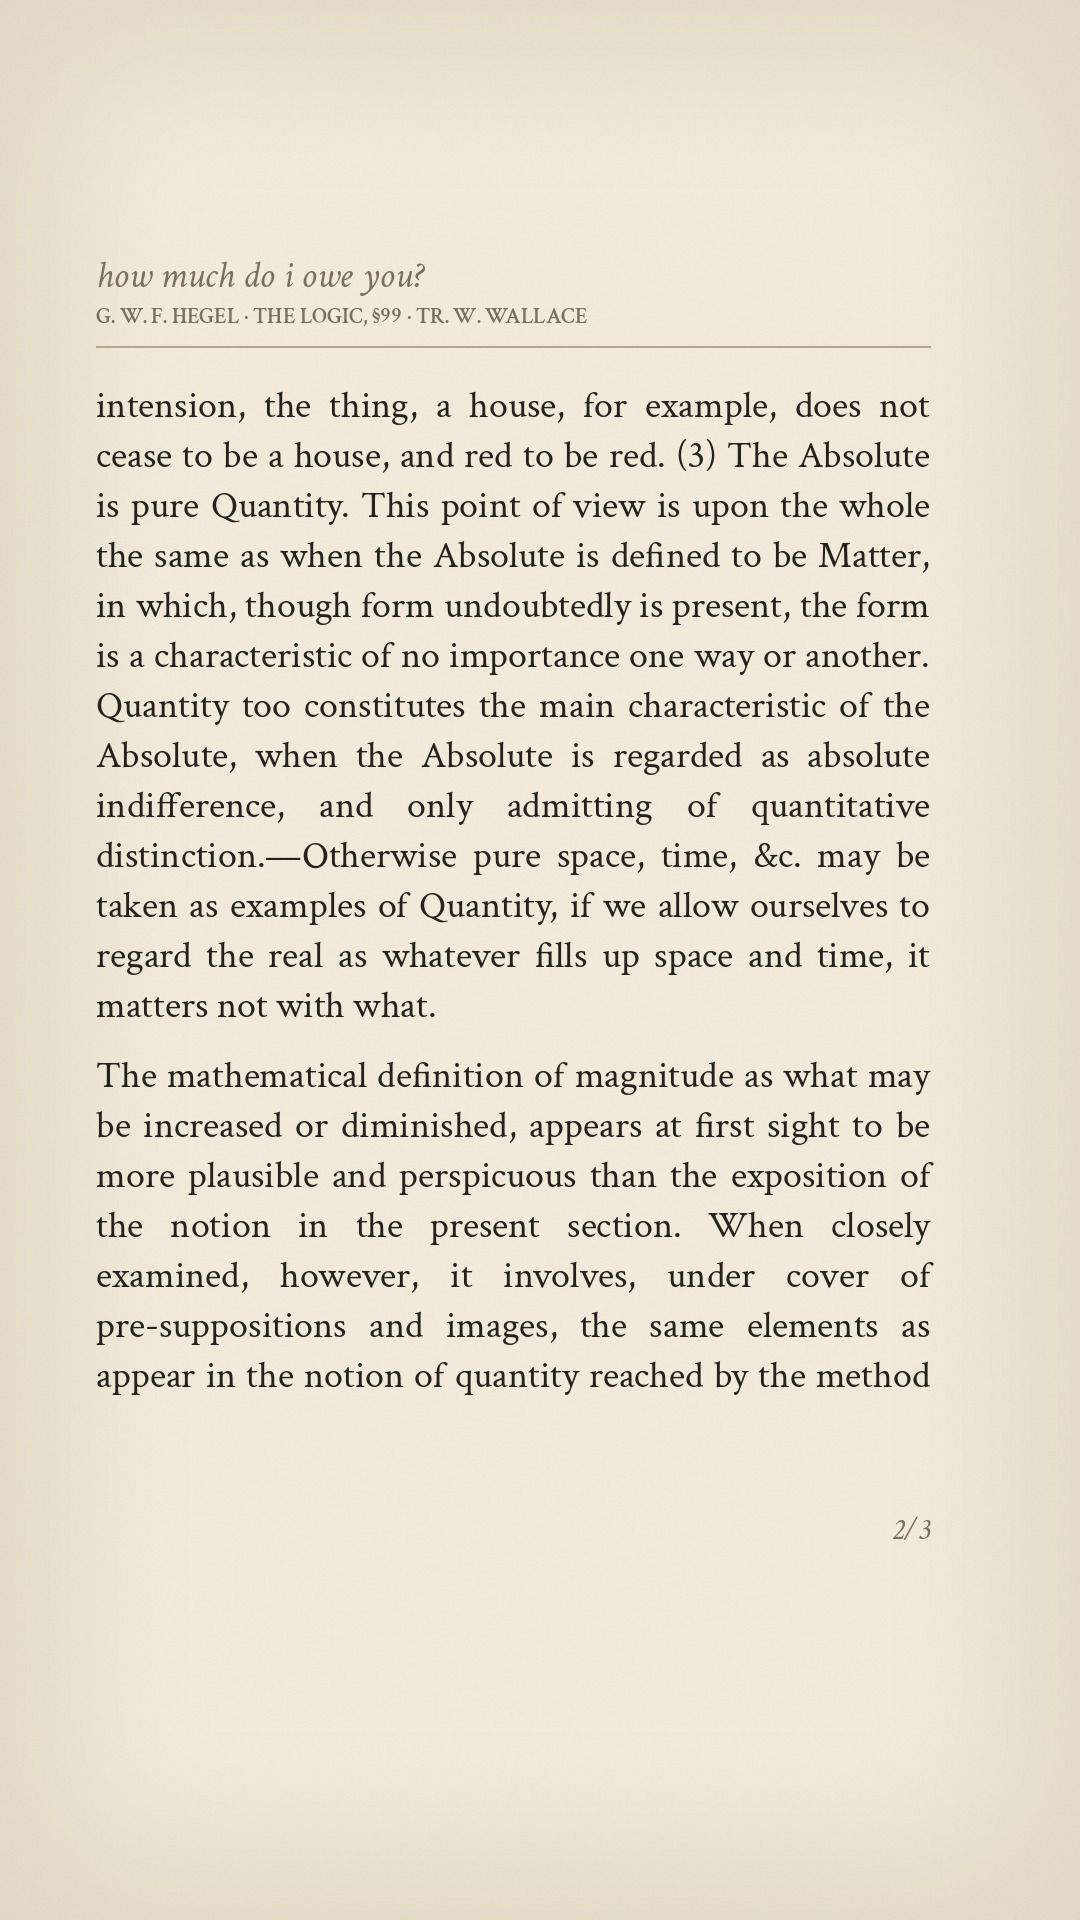 how much do i owe you?
G. W. F. HEGEL · THE LOGIC, §99 · TR. W. WALLACE
intension, the thing, a house, for example, does not
cease to be a house, and red to be red. (3) The Absolute
is pure Quantity. This point of view is upon the whole
the same as when the Absolute is defined to be Matter,
in which, though form undoubtedly is present, the form
is a characteristic of no importance one way or another.
Quantity too constitutes the main characteristic of the
Absolute, when the Absolute is regarded as absolute
indifference, and only admitting of quantitative
distinction.—Otherwise pure space, time, &c. may be
taken as examples of Quantity, if we allow ourselves to
regard the real as whatever fills up space and time, it
matters not with what.
The mathematical definition of magnitude as what may
be increased or diminished, appears at first sight to be
more plausible and perspicuous than the exposition of
the notion in the present section. When closely
examined, however, it involves, under cover of
pre-suppositions and images, the same elements as
appear in the notion of quantity reached by the method
2/3